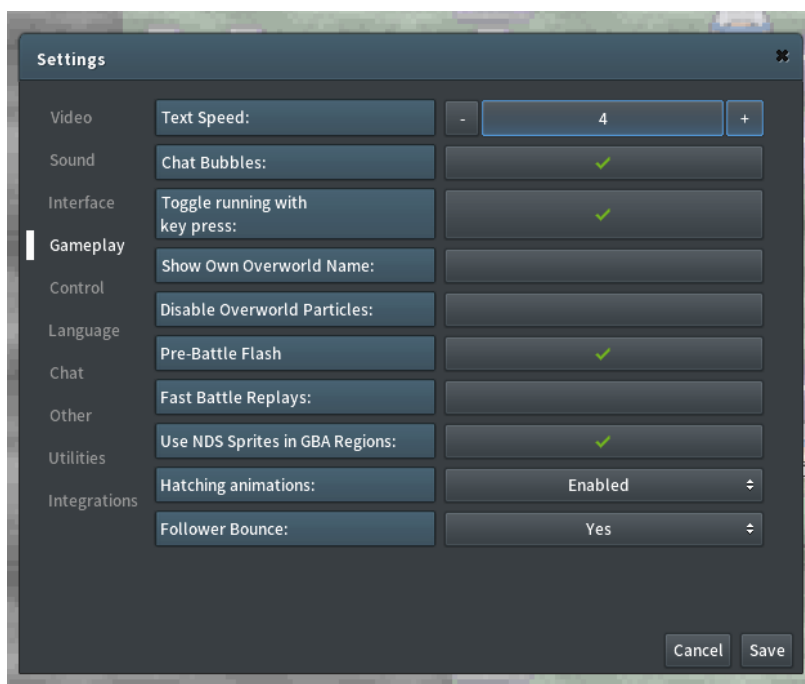 Settings
Video
Sound
Interface
Gameplay
Control
Language
Chat
Other
Utilities
Integrations
Text Speed:
- 4 +
Chat Bubbles:
Toggle running with
key press:
Show Own Overworld Name:
Disable Overworld Particles:
Pre-Battle Flash
Fast Battle Replays:
Use NDS Sprites in GBA Regions:
Hatching animations: Enabled
Follower Bounce: Yes
Cancel Save